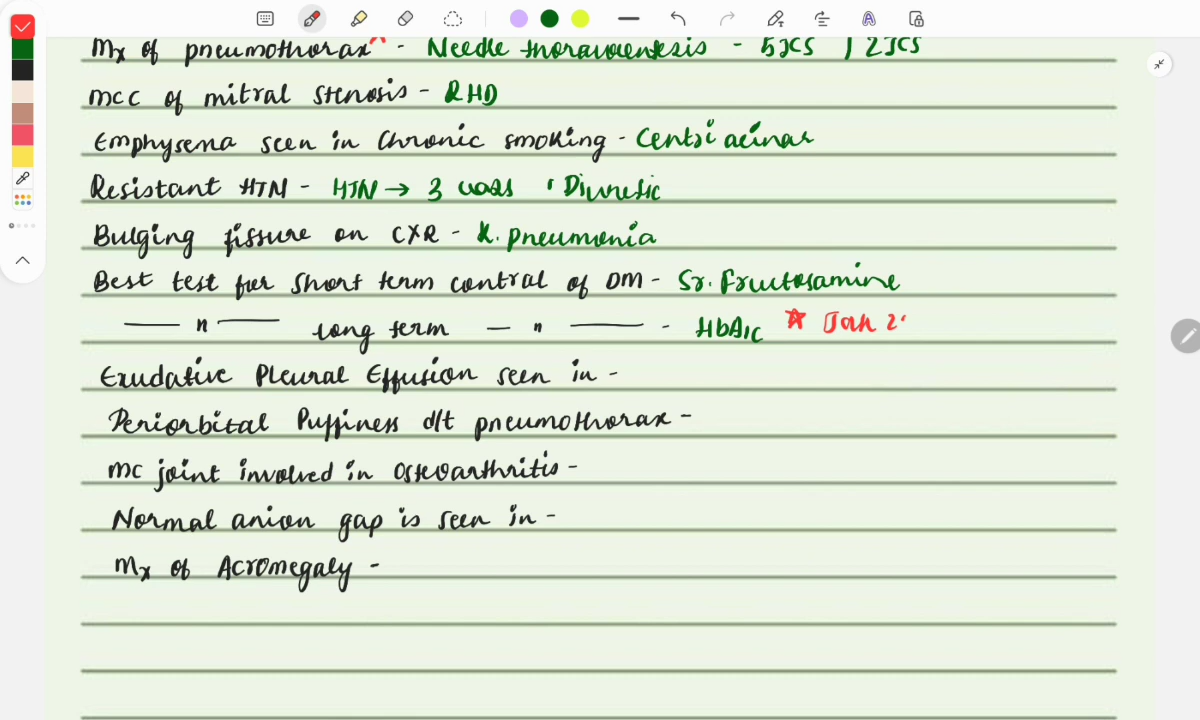 Mx of pneumothorax - Needle thoracocentesis - 5ICS / 2ICS
MCC of mitral stenosis - RHD
Emphysema seen in Chronic smoking - Centriacinar
Resistant HTN - HTN → 3 1 Diuretic
Bulging fissure on CXR - K. pneumonia
Best test for Short term control of DM - Sr. Fructosamine
— " — long term — " — - HbA1c ☆ Jan 2
Exudative Pleural Effusion seen in -
Periorbital Puffiness d/t pneumothorax -
MC joint involved in Osteoarthritis -
Normal anion gap is seen in -
Mx of Acromegaly -